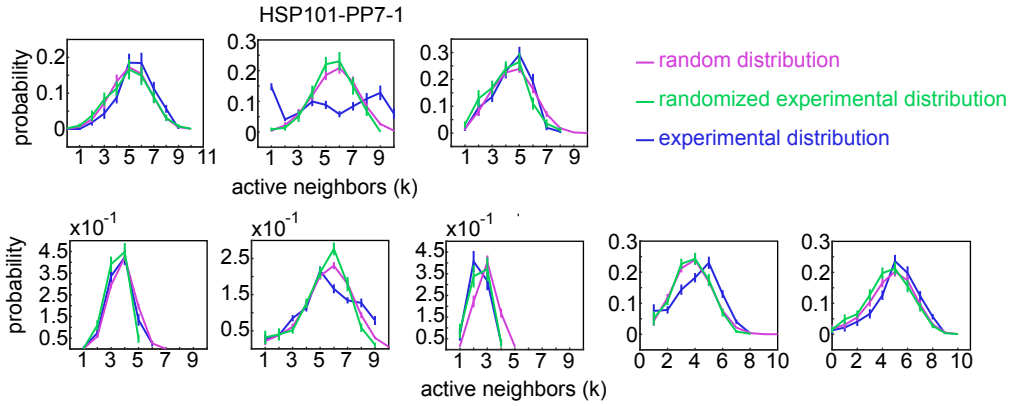 HSP101-PP7-1
probability
0.2
0.1
0
1 3 5 7 9 11
0.3
0.2
0.1
0
1 3 5 7 9
0.3
0.2
0.1
0
1 3 5 7 9
active neighbors (k)
random distribution
randomized experimental distribution
experimental distribution
probability
x10-1
4.5
3.5
2.5
1.5
0.5
1 3 5 7 9
x10-1
2.5
1.5
0.5
1 3 5 7 9
x10-1
4.5
3.5
2.5
1.5
0.5
1 3 5 7 9
0.3
0.2
0.1
0
0 2 4 6 8 10
0.3
0.2
0.1
0
0 2 4 6 8 10
active neighbors (k)